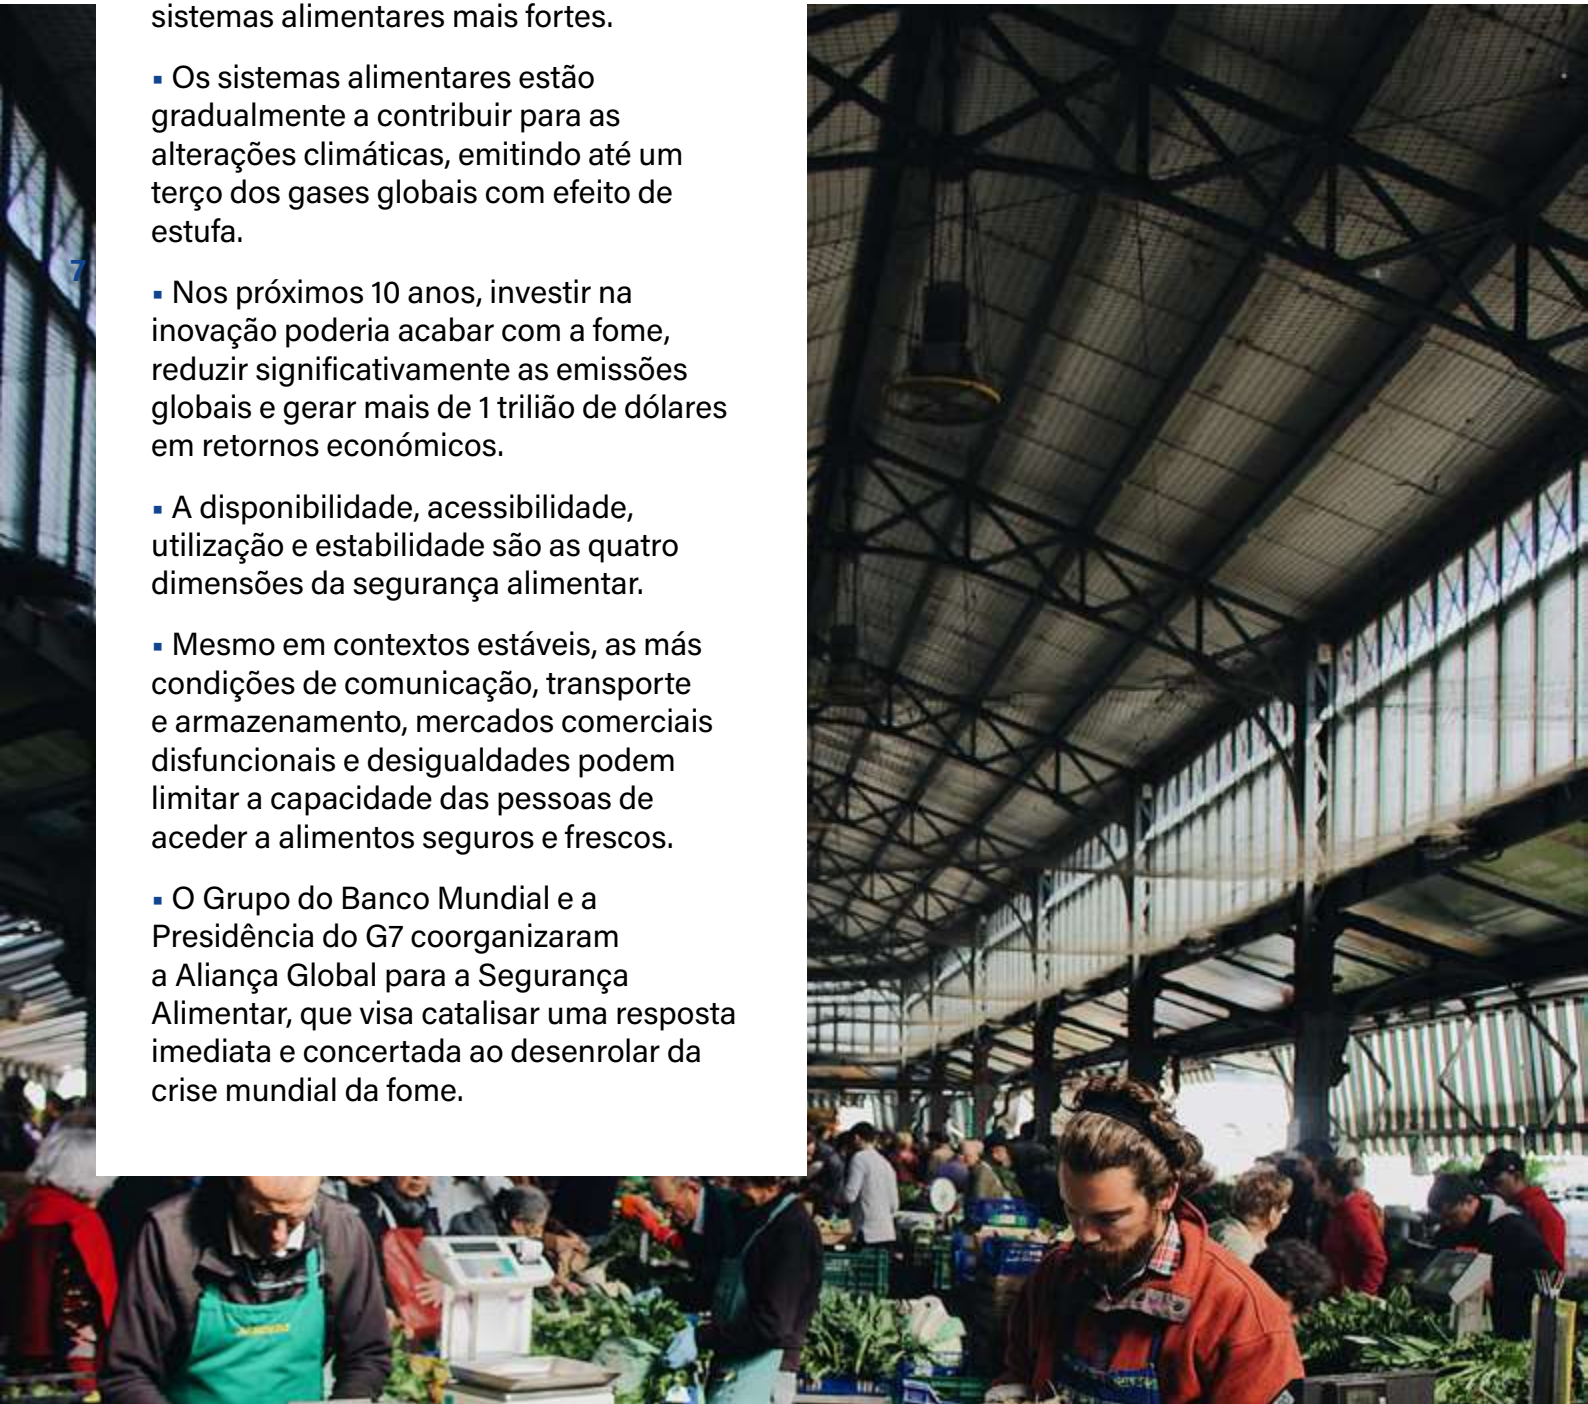 sistemas alimentares mais fortes.
▪ Os sistemas alimentares estão
gradualmente a contribuir para as
alterações climáticas, emitindo até um
terço dos gases globais com efeito de
estufa.
7
▪ Nos próximos 10 anos, investir na
inovação poderia acabar com a fome,
reduzir significativamente as emissões
globais e gerar mais de 1 trilião de dólares
em retornos económicos.
▪ A disponibilidade, acessibilidade,
utilização e estabilidade são as quatro
dimensões da segurança alimentar.
▪ Mesmo em contextos estáveis, as más
condições de comunicação, transporte
e armazenamento, mercados comerciais
disfuncionais e desigualdades podem
limitar a capacidade das pessoas de
aceder a alimentos seguros e frescos.
▪ O Grupo do Banco Mundial e a
Presidência do G7 coorganizaram
a Aliança Global para a Segurança
Alimentar, que visa catalisar uma resposta
imediata e concertada ao desenrolar da
crise mundial da fome.